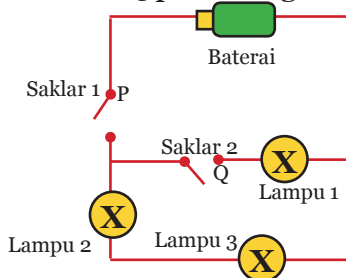 Baterai
Saklar 1
P
Saklar 2
Q
X
Lampu 1
X
Lampu 2
Lampu 3
X